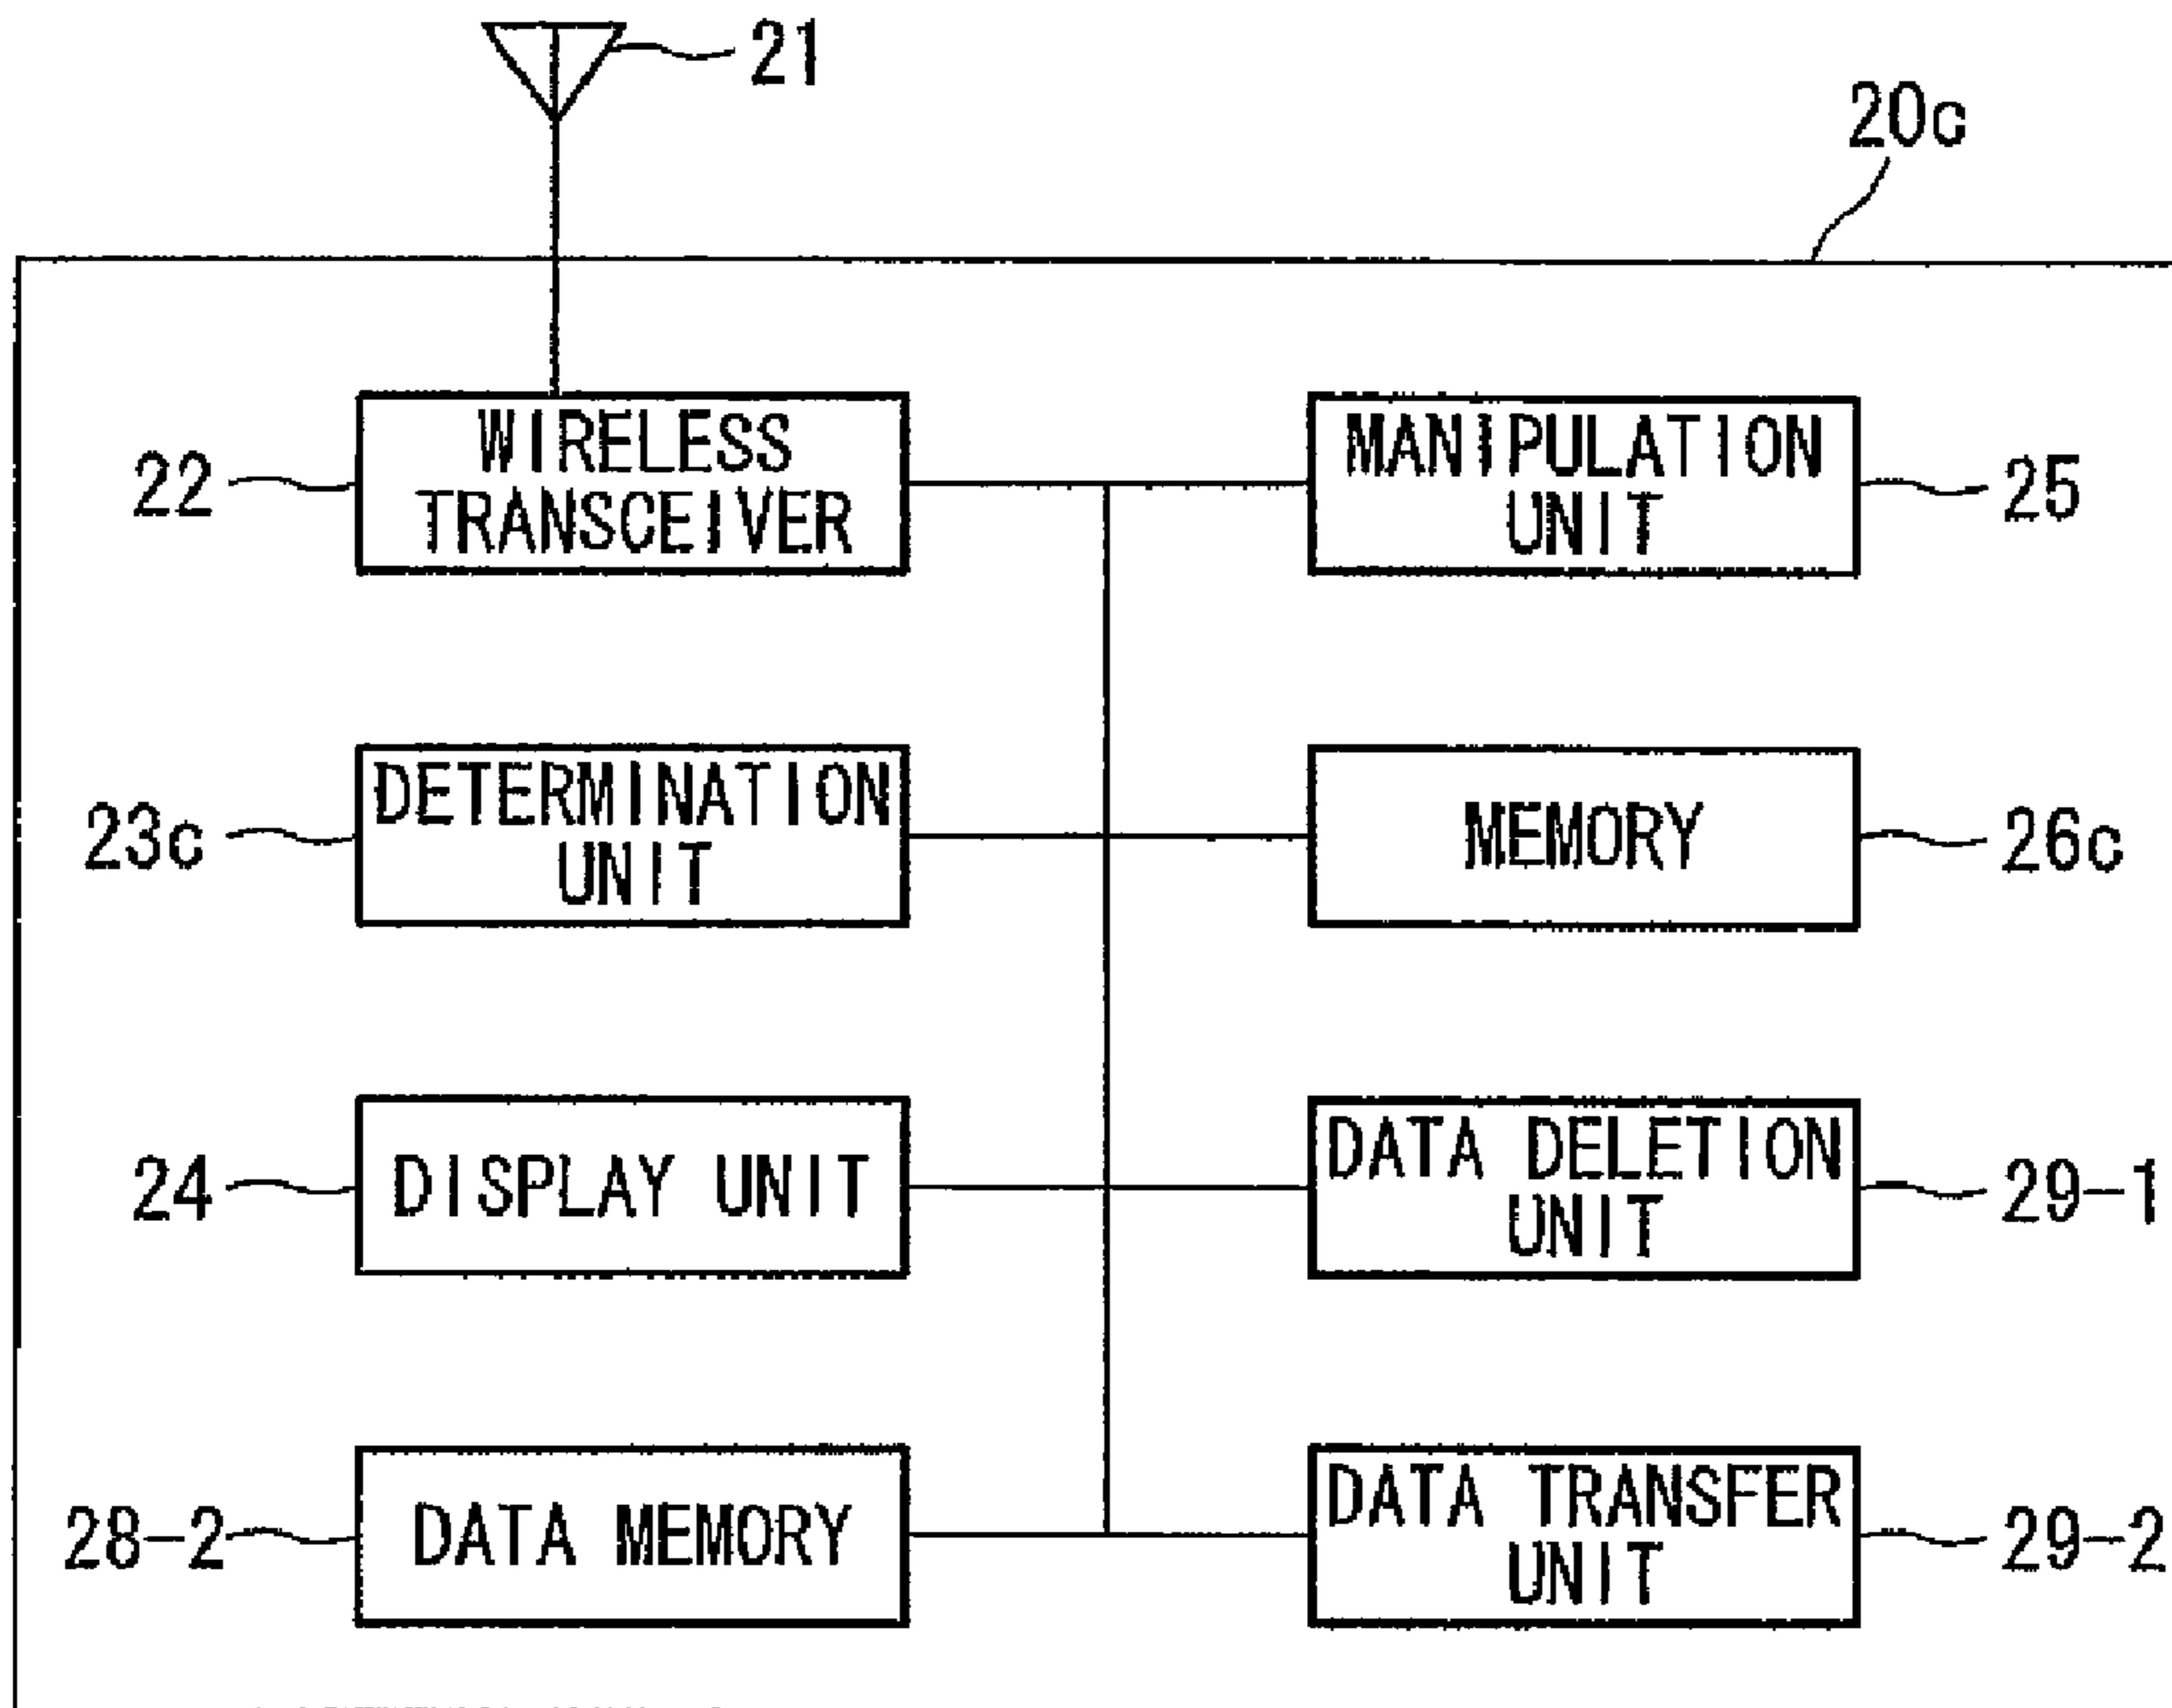 21
20c
WIRELESS
TRANSCEIVER
22
MANIPULATION
UNIT
25
DETERMINATION
UNIT
23c
MEMORY
26c
DISPLAY UNIT
24
DATA DELETION
UNIT
29-1
DATA MEMORY
28-2
DATA TRANSFER
UNIT
29-2